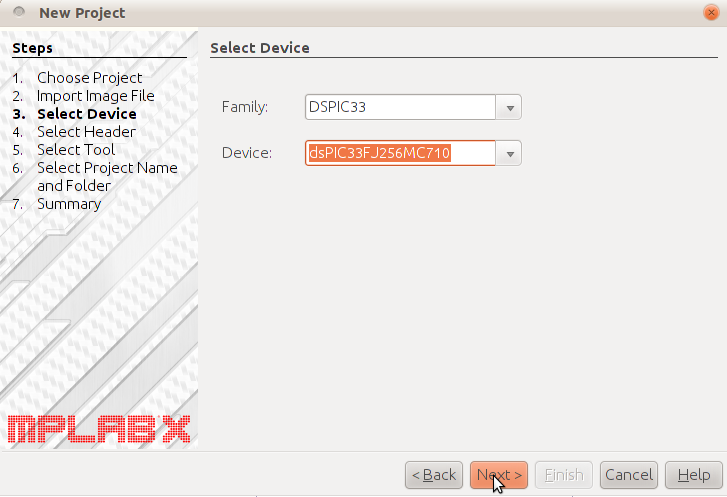 New Project
Steps
1. Choose Project
2. Import Image File
3. Select Device
4. Select Header
5. Select Tool
6. Select Project Name
and Folder
7. Summary
MPLAB X
Select Device
Family: DSPIC33
Device: dsPIC33FJ256MC710
< Back Next > Finish Cancel Help